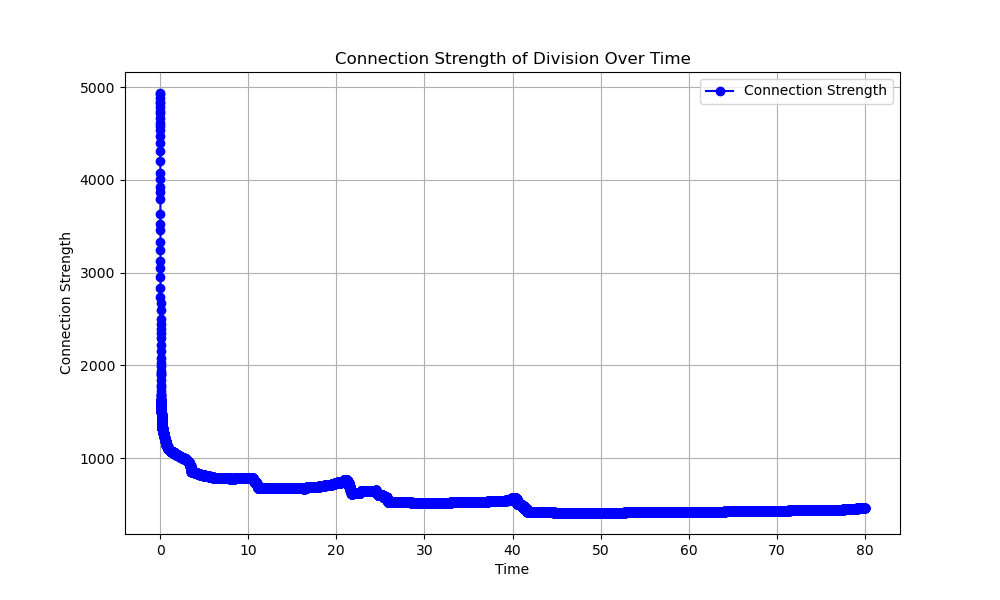 Connection Strength of Division Over Time
Connection Strength
5000
4000
3000
2000
1000
Connection Strength
0 10 20 30 40 50 60 70 80
Time